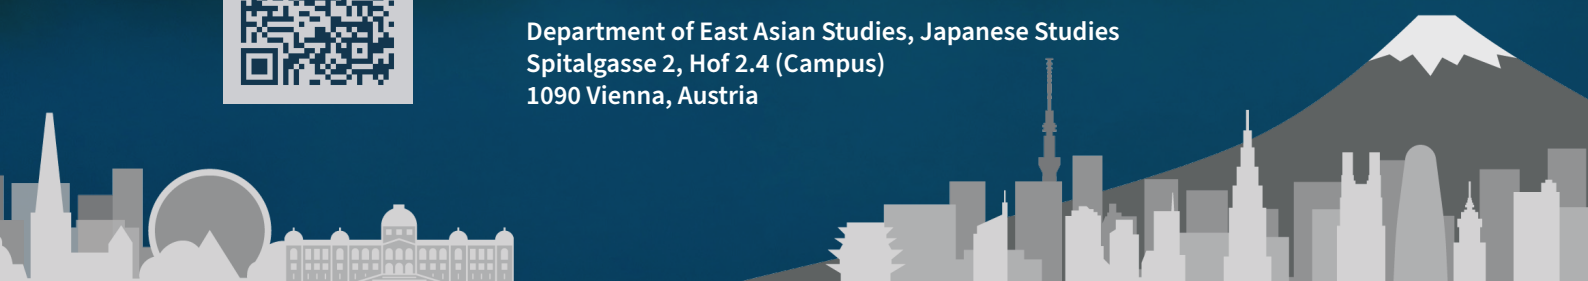 Department of East Asian Studies, Japanese Studies
Spitalgasse 2, Hof 2.4 (Campus)
1090 Vienna, Austria